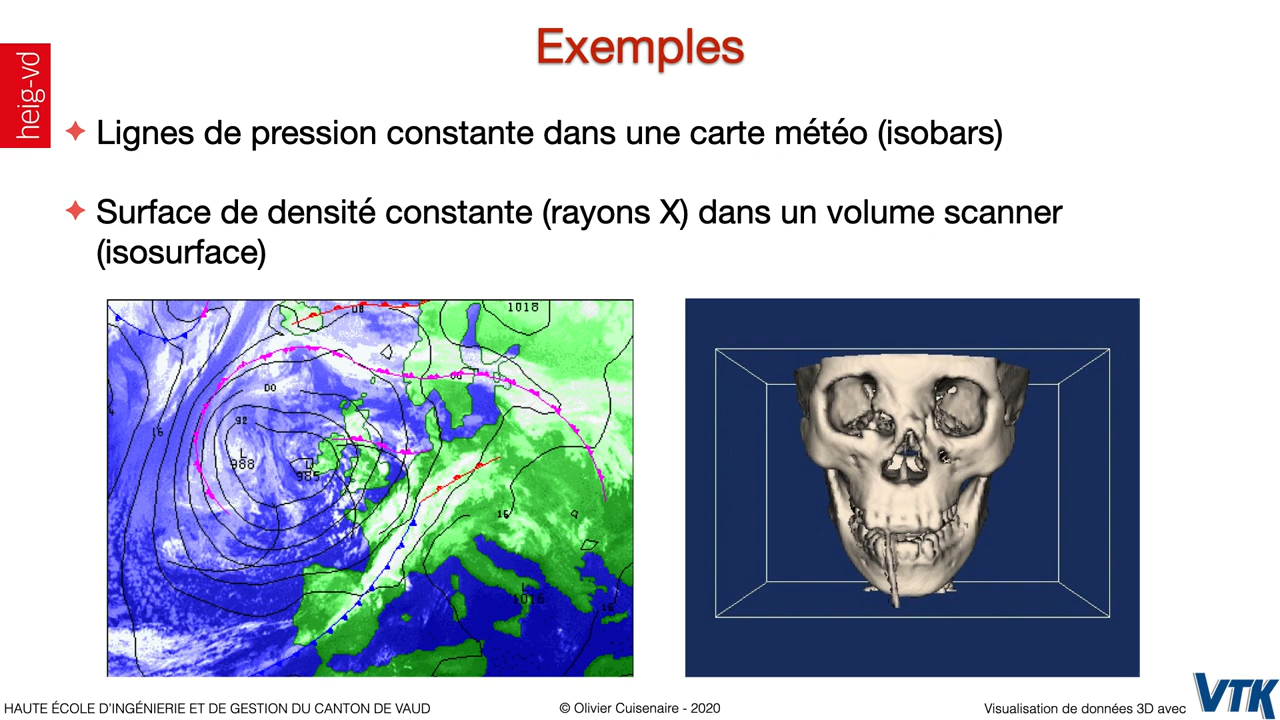 Exemples
heig-vd
Lignes de pression constante dans une carte météo (isobars)
Surface de densité constante (rayons X) dans un volume scanner
(isosurface)
1018
00
92
16
L
988
985
16
L
1016
16
HAUTE ÉCOLE D'INGÉNIERIE ET DE GESTION DU CANTON DE VAUD
© Olivier Cuisenaire - 2020
Visualisation de données 3D avec
VTK